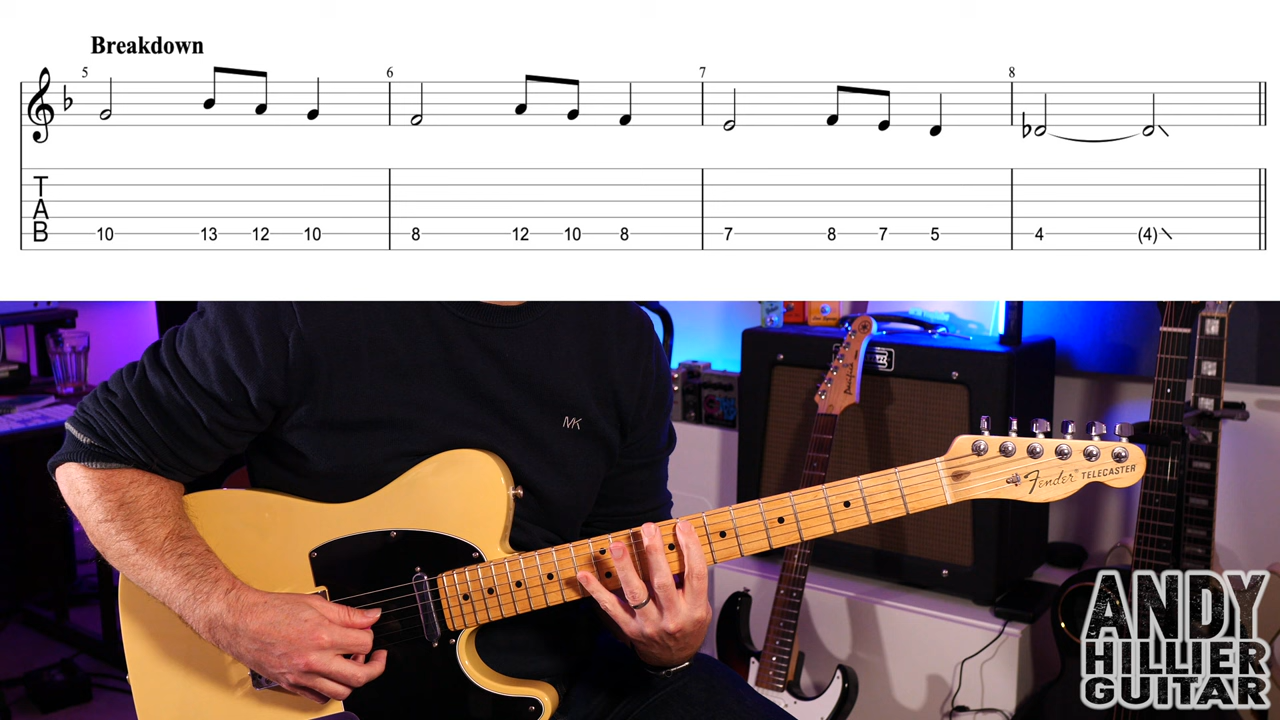 Breakdown
5 6 7 8
T
A
B
10 13 12 10 8 12 10 8 7 8 7 5 4 (4)
MK
Fender TELECASTER
ANDY
HILLIER
GUITAR